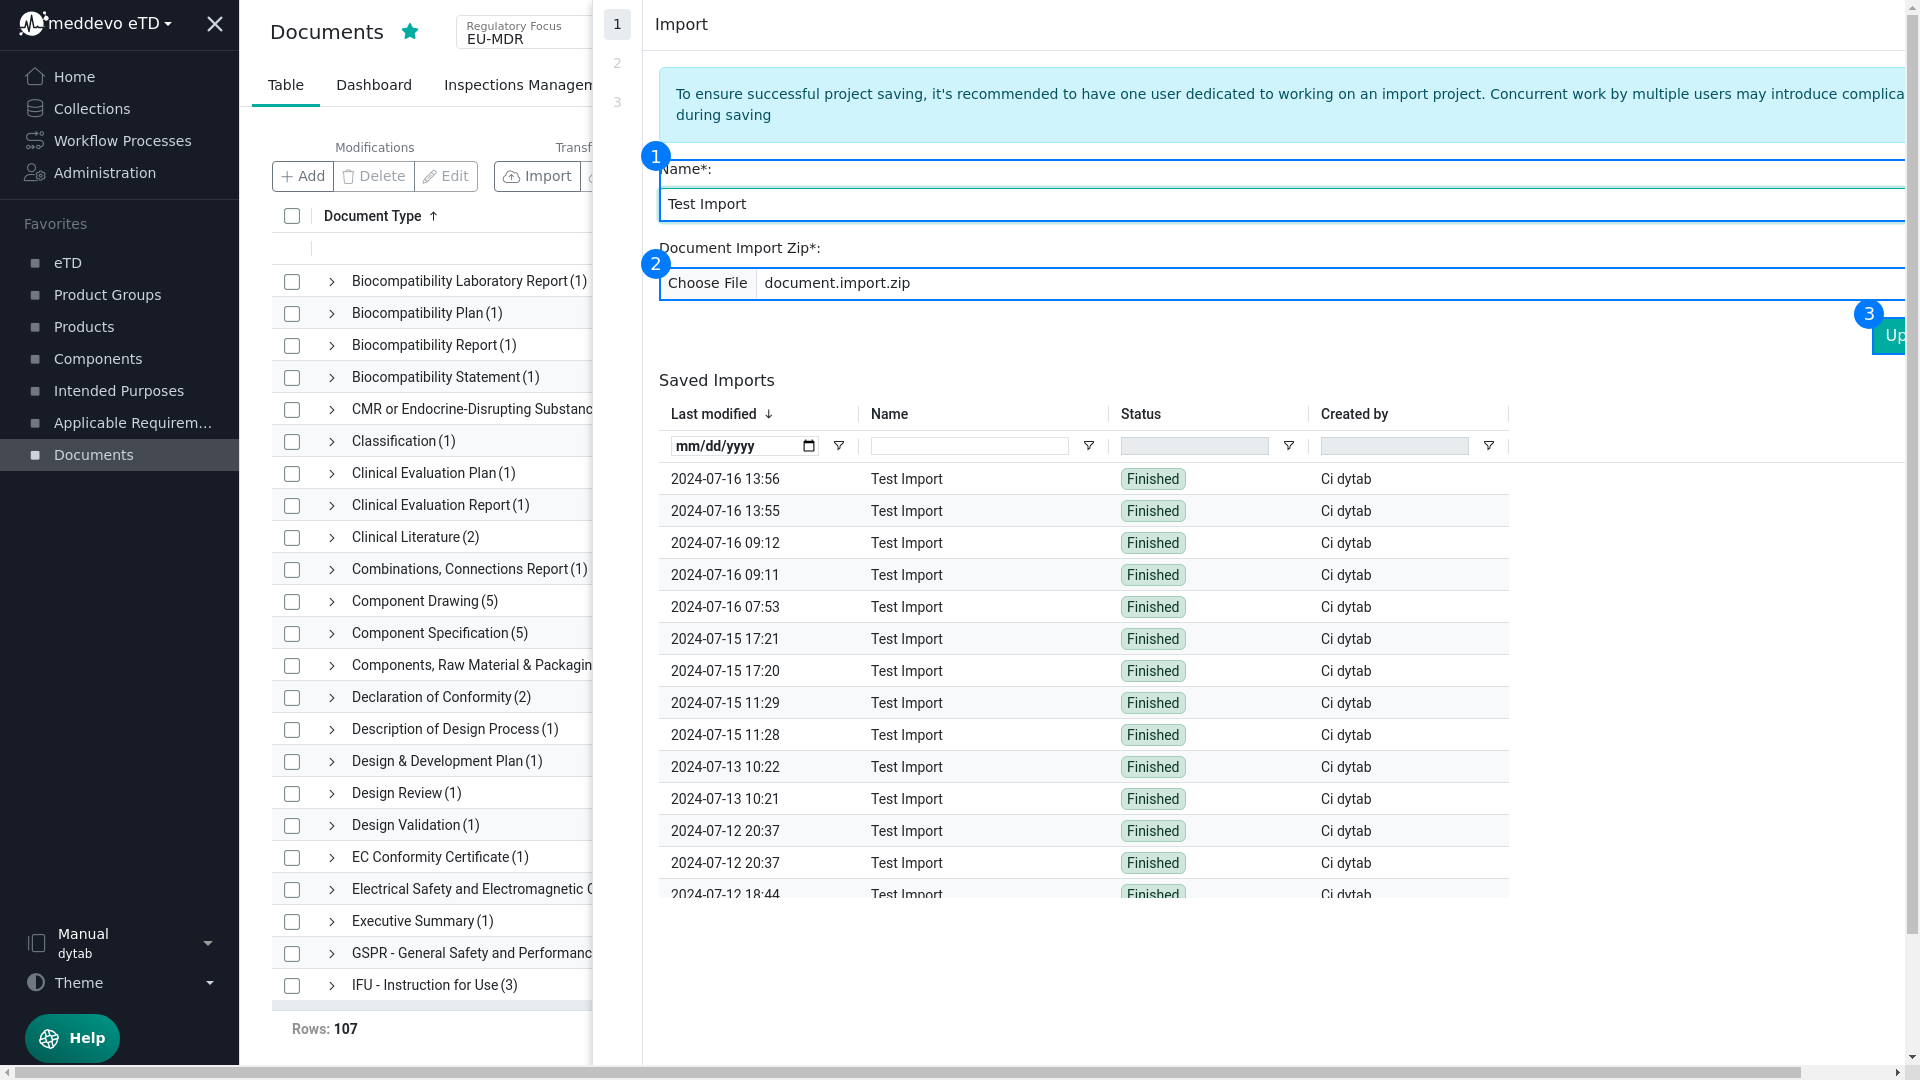 meddevo eTD
Home
Collections
Workflow Processes
Administration
Favorites
eTD
Product Groups
Products
Components
Intended Purposes
Applicable Requirem...
Documents
Manual
dytab
Theme
Help
Documents
Regulatory Focus
EU-MDR
Table Dashboard Inspections Managem
Modifications
Transf
Add Delete Edit Import
Document Type ↑
Biocompatibility Laboratory Report (1)
Biocompatibility Plan (1)
Biocompatibility Report (1)
Biocompatibility Statement (1)
CMR or Endocrine-Disrupting Substanc
Classification (1)
Clinical Evaluation Plan (1)
Clinical Evaluation Report (1)
Clinical Literature (2)
Combinations, Connections Report (1)
Component Drawing (5)
Component Specification (5)
Components, Raw Material & Packagin
Declaration of Conformity (2)
Description of Design Process (1)
Design & Development Plan (1)
Design Review (1)
Design Validation (1)
EC Conformity Certificate (1)
Electrical Safety and Electromagnetic
Executive Summary (1)
GSPR - General Safety and Performanc
IFU - Instruction for Use (3)
Rows: 107
1
2
3
Import
To ensure successful project saving, it's recommended to have one user dedicated to working on an import project. Concurrent work by multiple users may introduce complica
during saving
1
Name*:
Test Import
Document Import Zip*:
2
Choose File document.import.zip
3
Up
Saved Imports
Last modified ↓ Name Status Created by
mm/dd/yyyy
2024-07-16 13:56 Test Import Finished Ci dytab
2024-07-16 13:55 Test Import Finished Ci dytab
2024-07-16 09:12 Test Import Finished Ci dytab
2024-07-16 09:11 Test Import Finished Ci dytab
2024-07-16 07:53 Test Import Finished Ci dytab
2024-07-15 17:21 Test Import Finished Ci dytab
2024-07-15 17:20 Test Import Finished Ci dytab
2024-07-15 11:29 Test Import Finished Ci dytab
2024-07-15 11:28 Test Import Finished Ci dytab
2024-07-13 10:22 Test Import Finished Ci dytab
2024-07-13 10:21 Test Import Finished Ci dytab
2024-07-12 20:37 Test Import Finished Ci dytab
2024-07-12 20:37 Test Import Finished Ci dytab
2024-07-12 18:44 Test Import Finished Ci dytab